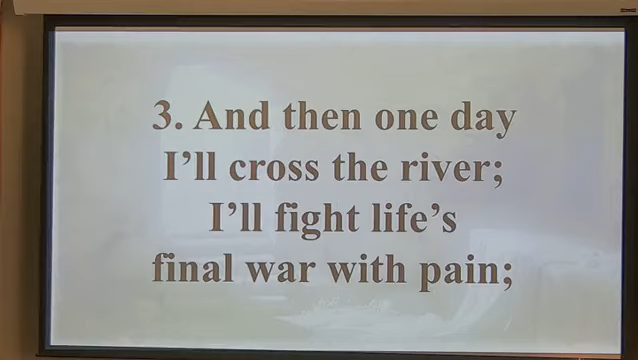 3. And then one day
I’ll cross the river;
I’ll fight life’s
final war with pain;